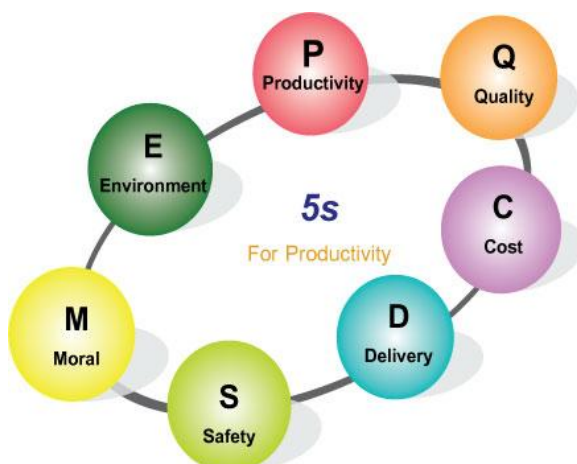 P
Productivity
Q
Quality
E
Environment
5s
For Productivity
C
Cost
M
Moral
D
Delivery
S
Safety